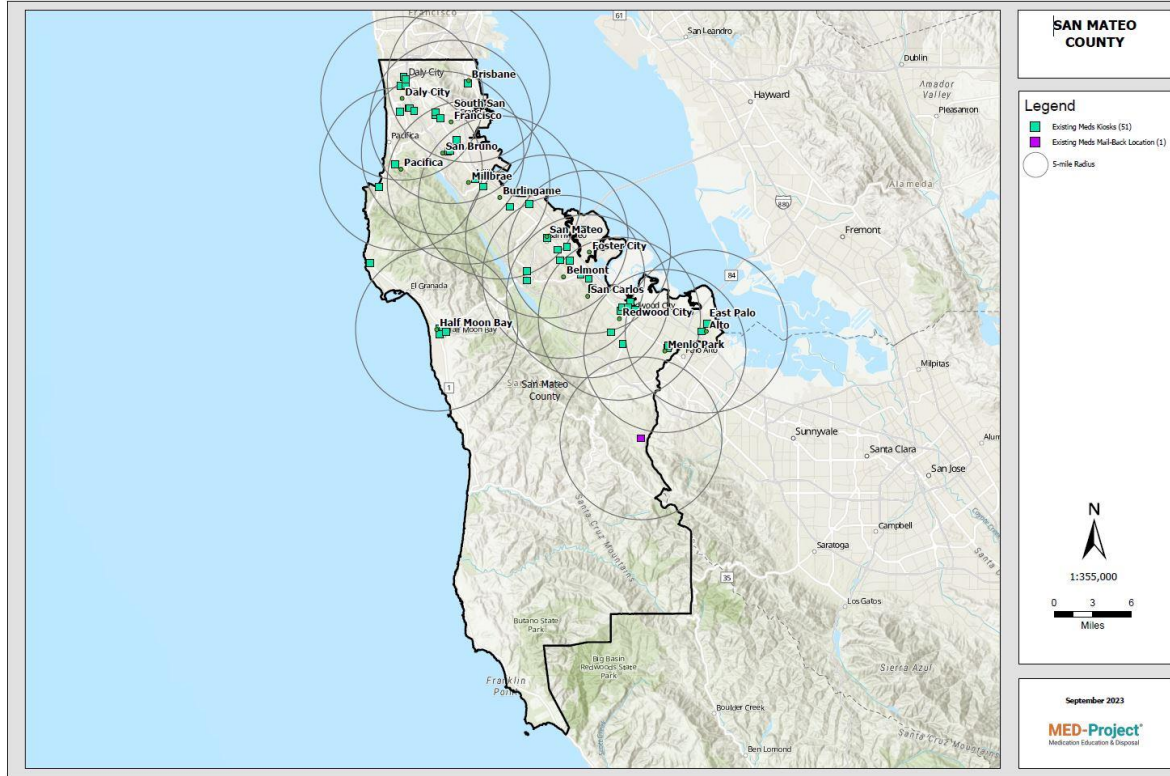 SAN MATEO
COUNTY
Legend
Existing Meds Kiosks (51)
Existing Meds Mail-Back Location (1)
5-mile Radius
N
1:355,000
0 3 6
Miles
September 2023
MED-Project
Medication Education & Disposal
Francisco
61
San Leandro
Dublin
Amador
Valley
Pleasanton
Hayward
Daly City
Brisbane
Daly City
South San
Francisco
Pacifica
San Bruno
Pacifica
Millbrae
Burlingame
Alameda
880
Fremont
San Mateo
Foster City
84
Belmont
San Carlos
El Granada
Redwood City
Redwood City
East Palo
Alto
Half Moon Bay
Half Moon Bay
Menlo Park
Palo Alto
Milpitas
1
San Mateo
County
Sunnyvale
Santa Clara
San Jose
Santa Cruz
Mountains
Campbell
Saratoga
35
Los Gatos
Butano State
Park
Big Basin
Redwoods State
Park
Sierra Azul
Franklin
Point
Boulder Creek
Ben Lomond
Santa Cruz Mountains